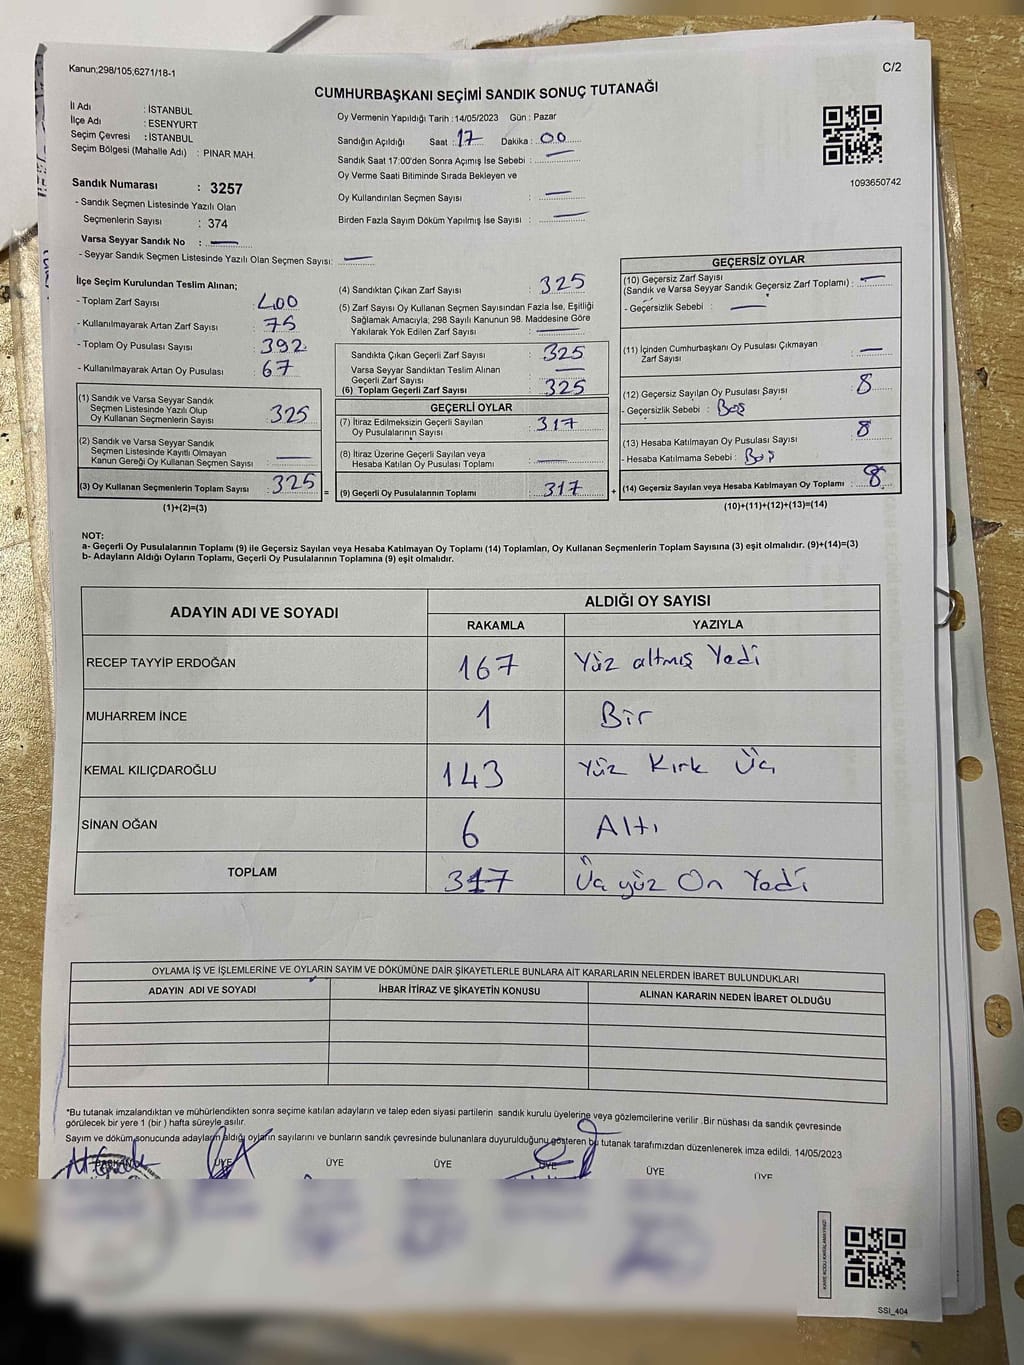 Kanun;298/105,6271/18-1
C/2
CUMHURBAŞKANI SEÇİMİ SANDIK SONUÇ TUTANAĞI
İl Adı : İSTANBUL
İlçe Adı : ESENYURT
Seçim Çevresi : İSTANBUL
Seçim Bölgesi (Mahalle Adı) : PINAR MAH.
Oy Vermenin Yapıldığı Tarih : 14/05/2023 Gün : Pazar
Sandığın Açıldığı Saat : 17 Dakika : 00
Sandık Saat 17:00'den Sonra Açımış İse Sebebi : —
Oy Verme Saati Bitiminde Sırada Bekleyen ve
Oy Kullandırılan Seçmen Sayısı : —
Birden Fazla Sayım Döküm Yapılmış İse Sayısı : —
1093650742
Sandık Numarası : 3257
- Sandık Seçmen Listesinde Yazılı Olan
Seçmenlerin Sayısı : 374
Varsa Seyyar Sandık No : —
- Seyyar Sandık Seçmen Listesinde Yazılı Olan Seçmen Sayısı: —
İlçe Seçim Kurulundan Teslim Alınan;
- Toplam Zarf Sayısı : 400
- Kullanılmayarak Artan Zarf Sayısı : 75
- Toplam Oy Pusulası Sayısı : 392
- Kullanılmayarak Artan Oy Pusulası : 67
(1) Sandık ve Varsa Seyyar Sandık
Seçmen Listesinde Yazılı Olup
Oy Kullanan Seçmenlerin Sayısı : 325
(2) Sandık ve Varsa Seyyar Sandık
Seçmen Listesinde Kayıtlı Olmayan
Kanun Gereği Oy Kullanan Seçmen Sayısı : —
(3) Oy Kullanan Seçmenlerin Toplam Sayısı : 325
(1)+(2)=(3)
=
(4) Sandıktan Çıkan Zarf Sayısı : 325
(5) Zarf Sayısı Oy Kullanan Seçmen Sayısından Fazla İse, Eşitliği
Sağlamak Amacıyla; 298 Sayılı Kanunun 98. Maddesine Göre
Yakılarak Yok Edilen Zarf Sayısı : —
Sandıkta Çıkan Geçerli Zarf Sayısı : 325
Varsa Seyyar Sandıktan Teslim Alınan
Geçerli Zarf Sayısı : —
(6) Toplam Geçerli Zarf Sayısı : 325
GEÇERLİ OYLAR
(7) İtiraz Edilmeksizin Geçerli Sayılan
Oy Pusulalarının Sayısı : 317
(8) İtiraz Üzerine Geçerli Sayılan veya
Hesaba Katılan Oy Pusulası Toplamı : —
(9) Geçerli Oy Pusulalarının Toplamı : 317
+
GEÇERSİZ OYLAR
(10) Geçersiz Zarf Sayısı
(Sandık ve Varsa Seyyar Sandık Geçersiz Zarf Toplamı) : —
- Geçersizlik Sebebi : —
(11) İçinden Cumhurbaşkanı Oy Pusulası Çıkmayan
Zarf Sayısı : —
(12) Geçersiz Sayılan Oy Pusulası Sayısı : 8
- Geçersizlik Sebebi : Boş
(13) Hesaba Katılmayan Oy Pusulası Sayısı : 8
- Hesaba Katılmama Sebebi : Boş
(14) Geçersiz Sayılan veya Hesaba Katılmayan Oy Toplamı : 8
(10)+(11)+(12)+(13)=(14)
NOT:
a- Geçerli Oy Pusulalarının Toplamı (9) ile Geçersiz Sayılan veya Hesaba Katılmayan Oy Toplamı (14) Toplamları, Oy Kullanan Seçmenlerin Toplam Sayısına (3) eşit olmalıdır. (9)+(14)=(3)
b- Adayların Aldığı Oyların Toplamı, Geçerli Oy Pusulalarının Toplamına (9) eşit olmalıdır.
ADAYIN ADI VE SOYADI
ALDIĞI OY SAYISI
RAKAMLA YAZIYLA
RECEP TAYYİP ERDOĞAN 167 Yüz altmış Yedi
MUHARREM İNCE 1 Bir
KEMAL KILIÇDAROĞLU 143 Yüz Kırk Üç
SİNAN OĞAN 6 Altı
TOPLAM 317 Üç yüz On Yedi
OYLAMA İŞ VE İŞLEMLERİNE VE OYLARIN SAYIM VE DÖKÜMÜNE DAİR ŞİKAYETLERLE BUNLARA AİT KARARLARIN NELERDEN İBARET BULUNDUKLARI
ADAYIN ADI VE SOYADI İHBAR İTİRAZ VE ŞİKAYETİN KONUSU ALINAN KARARIN NEDEN İBARET OLDUĞU
*Bu tutanak imzalandıktan ve mühürlendikten sonra seçime katılan adayların ve talep eden siyasi partilerin sandık kurulu üyelerine veya gözlemcilerine verilir .Bir nüshası da sandık çevresinde
görülecek bir yere 1 (bir ) hafta süreyle asılır.
Sayım ve döküm sonucunda adayların aldığı oyların sayılarını ve bunların sandık çevresinde bulunanlara duyurulduğunu gösteren bu tutanak tarafımızdan düzenlenerek imza edildi. 14/05/2023
BAŞKAN ÜYE ÜYE ÜYE ÜYE ÜYE ÜYE
SSİ_404